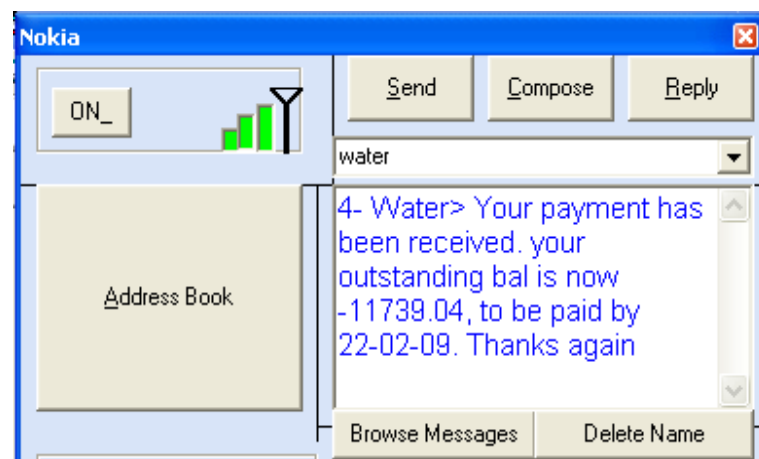 Nokia
ON_
Send
Compose
Reply
water
4- Water> Your payment has
been received. your
outstanding bal is now
-11739.04, to be paid by
22-02-09. Thanks again
Address Book
Browse Messages
Delete Name